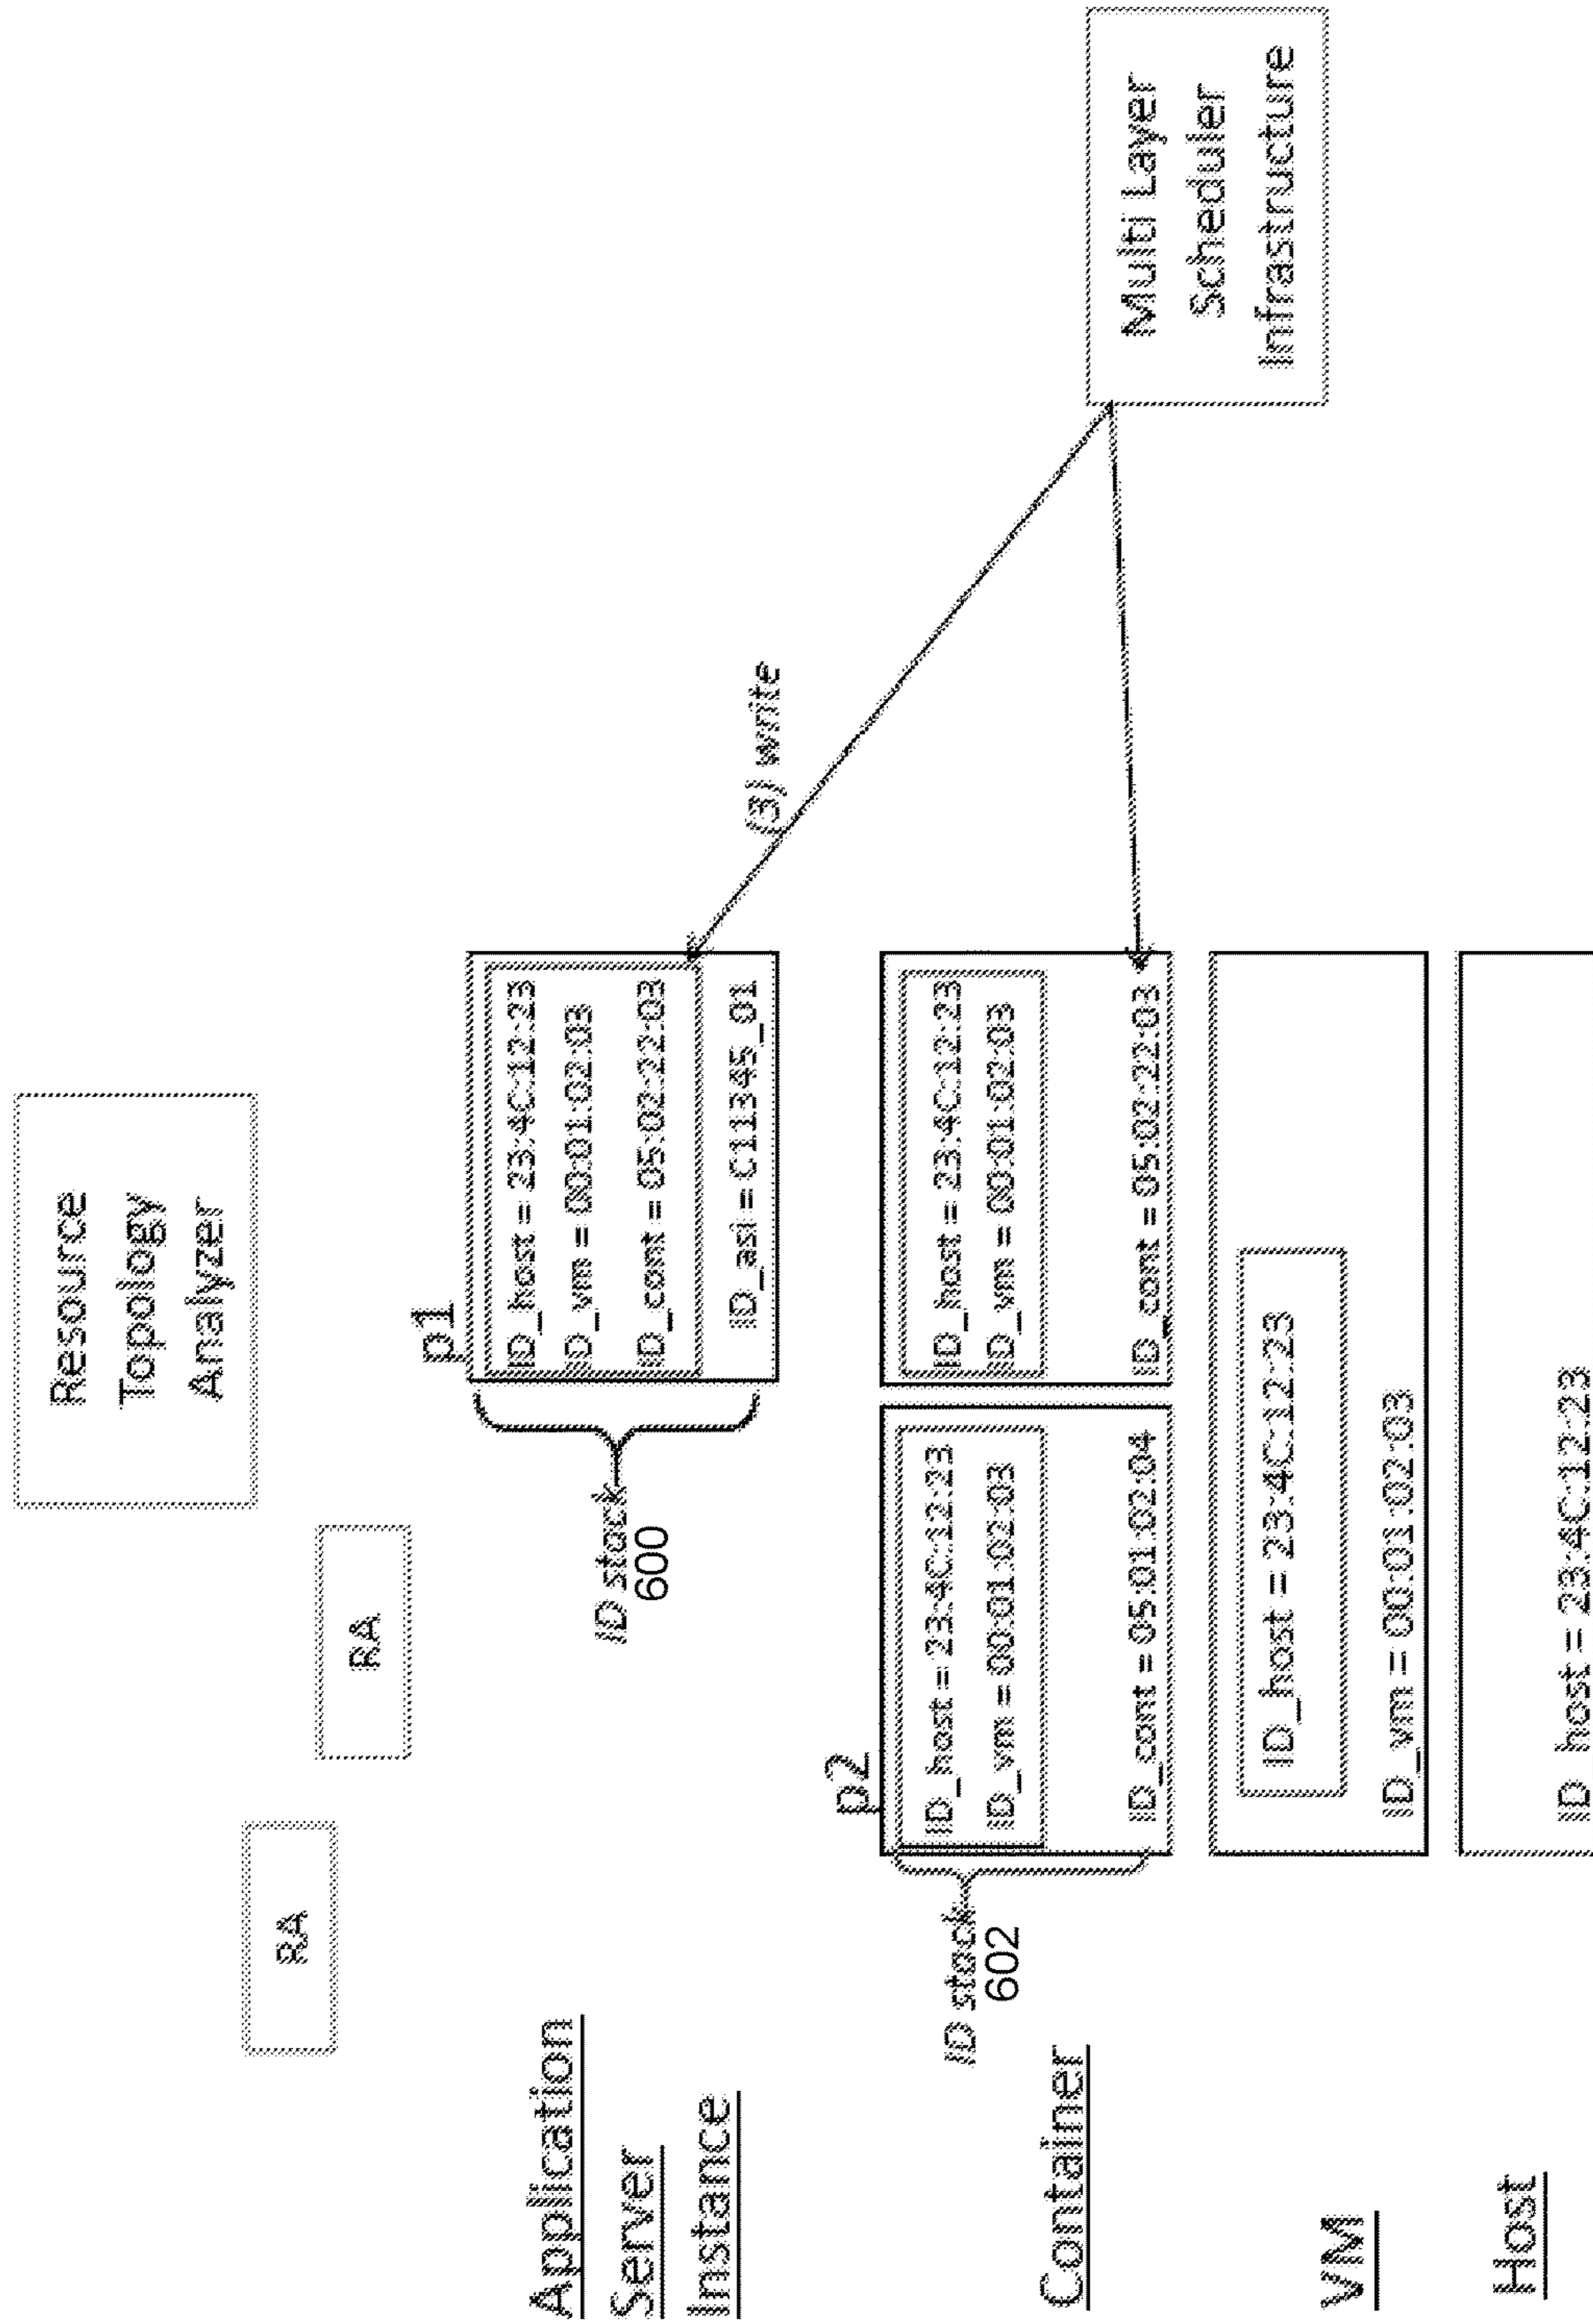 Resource
Topology
Analyzer
RA
RA
Application
Server
Instance
p1
ID stack
600
ID_host = 23:4C:12:23
ID_vm = 00:01:02:03
ID_cont = 05:02:22:03
ID_asi = C11345_01
(3) write
Multi Layer
Scheduler
Infrastructure
Container
p2
ID stack
602
ID_host = 23:4C:12:23
ID_vm = 00:01:02:03
ID_cont = 05:01:02:04
ID_host = 23:4C:12:23
ID_vm = 00:01:02:03
ID_cont = 05:02:22:03
VM
ID_host = 23:4C:12:23
ID_vm = 00:01:02:03
Host
ID_host = 23:4C:12:23